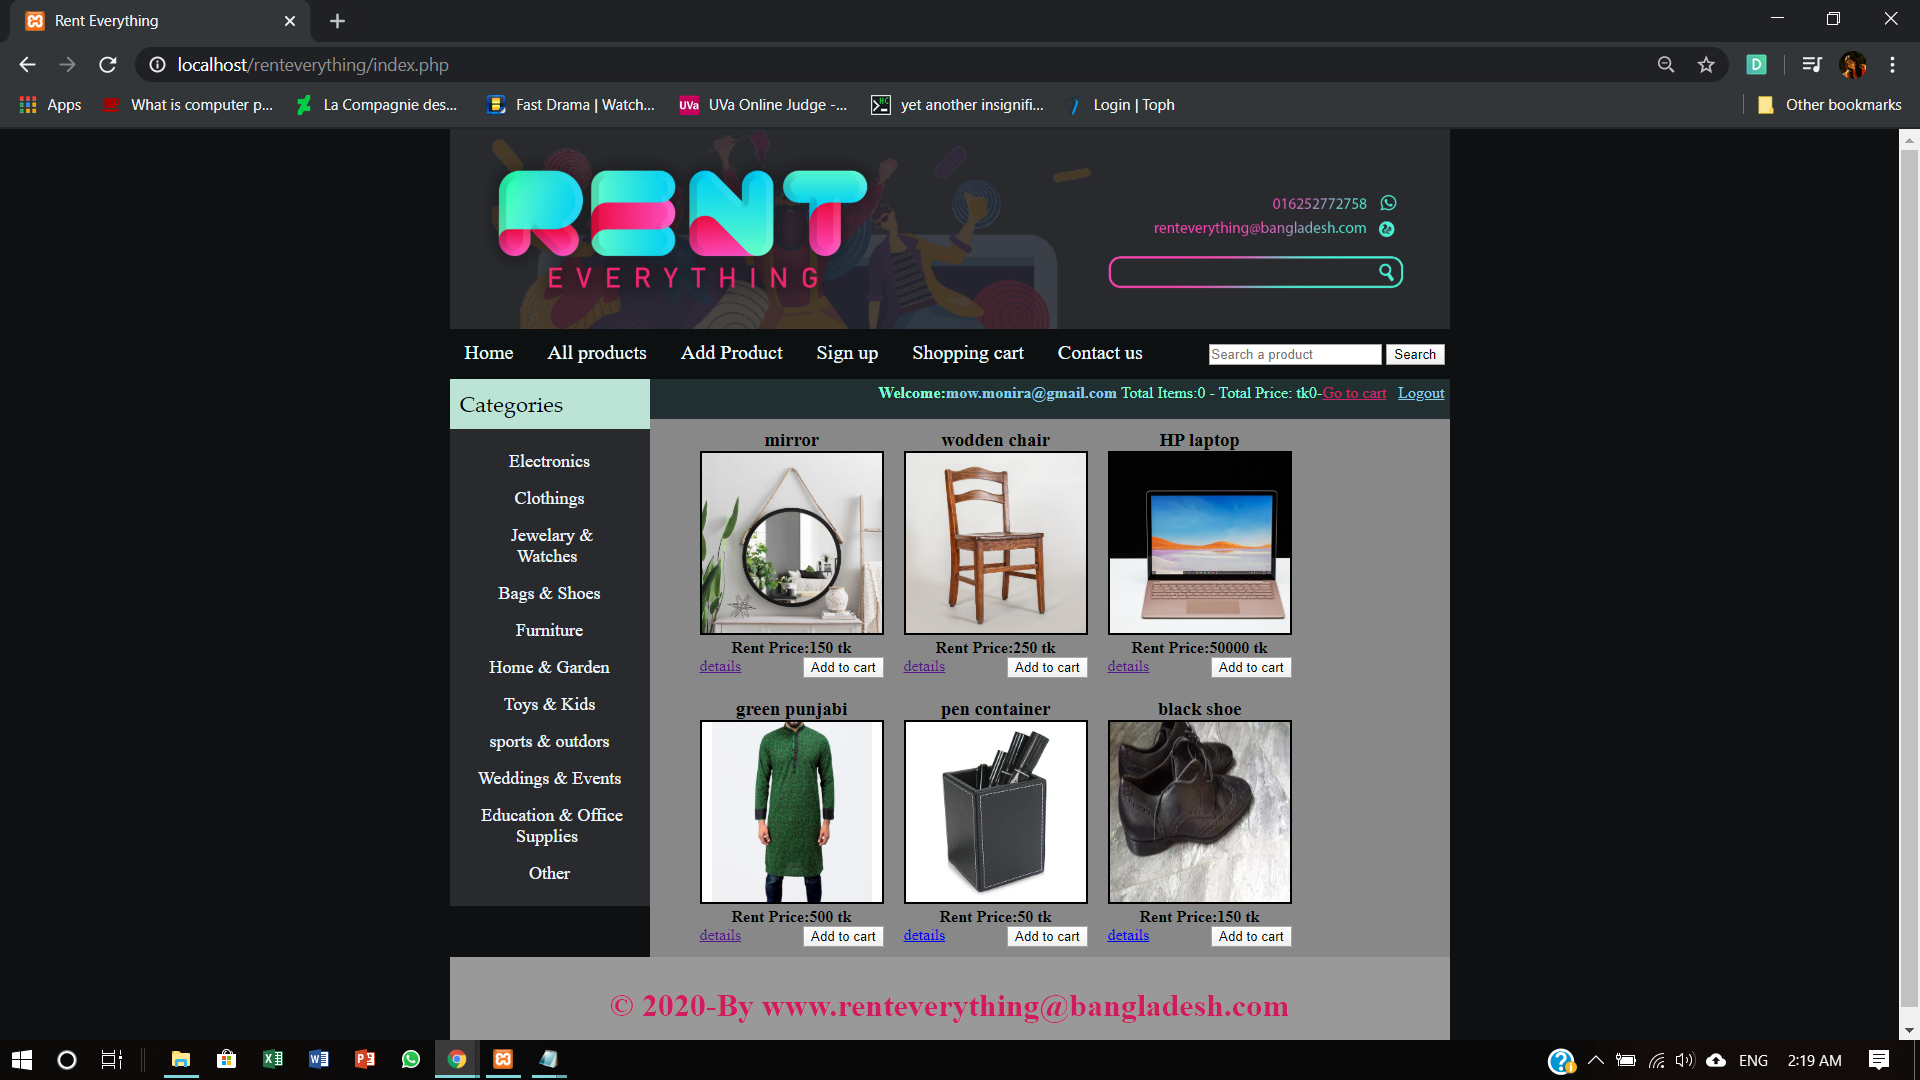 Rent Everything
localhost/renteverything/index.php
D
Apps
What is computer p...
La Compagnie des...
Fast Drama | Watch...
UVa
UVa Online Judge -...
yet another insignifi...
Login | Toph
Other bookmarks
RENT
EVERYTHING
016252772758
renteverything@bangladesh.com
Home
All products
Add Product
Sign up
Shopping cart
Contact us
Search a product
Search
Categories
Welcome:mow.monira@gmail.com Total Items:0 - Total Price: tk0-Go to cart Logout
Electronics
Clothings
Jewelary &
Watches
Bags & Shoes
Furniture
Home & Garden
Toys & Kids
sports & outdors
Weddings & Events
Education & Office
Supplies
Other
mirror
Rent Price:150 tk
details
Add to cart
wodden chair
Rent Price:250 tk
details
Add to cart
HP laptop
Rent Price:50000 tk
details
Add to cart
green punjabi
Rent Price:500 tk
details
Add to cart
pen container
Rent Price:50 tk
details
Add to cart
black shoe
Rent Price:150 tk
details
Add to cart
© 2020-By www.renteverything@bangladesh.com
ENG
2:19 AM